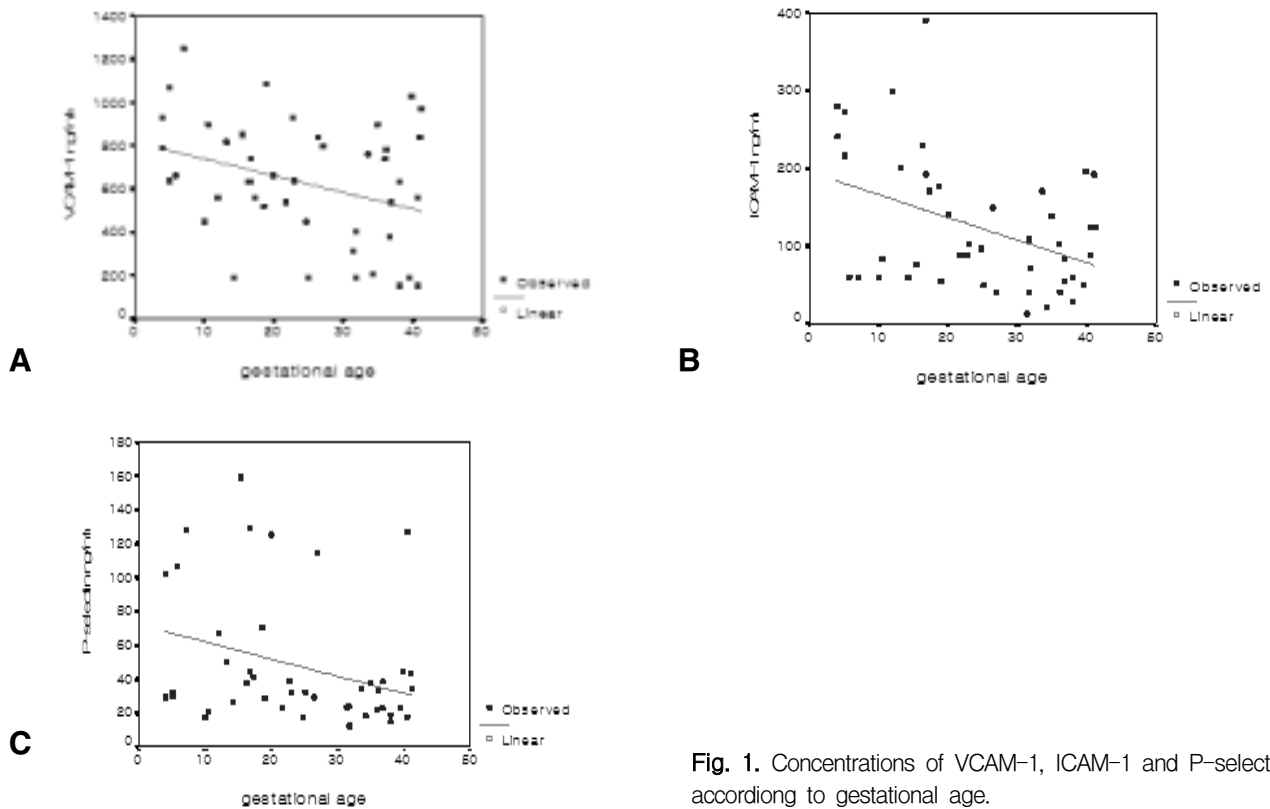 1400
1200
1000
800
600
400
200
0
VCAM-1 ng/ml
0 10 20 30 40 50
gestational age
Observed
Linear
A
400
300
200
100
0
ICAM-1 ng/ml
0 10 20 30 40 50
gestational age
Observed
Linear
B
180
160
140
120
100
80
60
40
20
0
P-selectin ng/ml
0 10 20 30 40 50
gestational age
Observed
Linear
C
Fig. 1. Concentrations of VCAM-1, ICAM-1 and P-select
accordiong to gestational age.